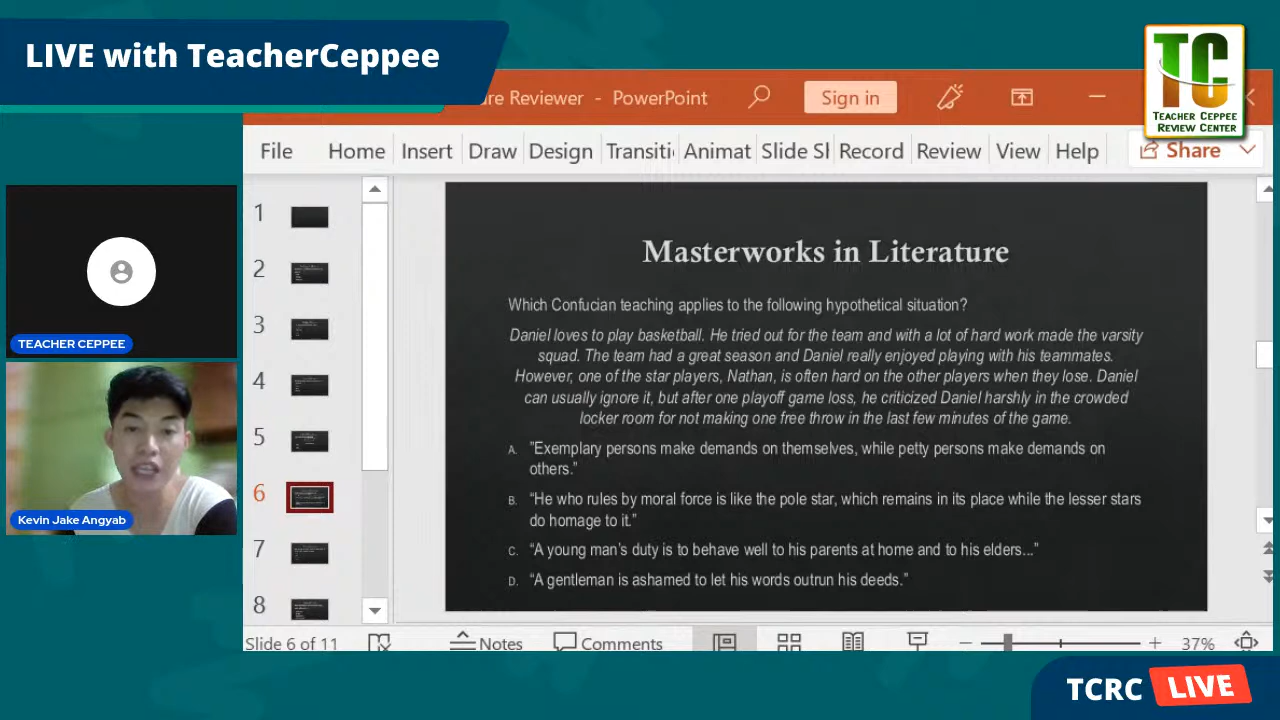 LIVE with TeacherCeppee
TC
TEACHER CEPPEE
REVIEW CENTER
re Reviewer - PowerPoint
Sign in
File Home Insert Draw Design Transiti Animat Slide Sl Record Review View Help
Share
1
2
3
4
5
6
7
8
TEACHER CEPPEE
Kevin Jake Angyab
Masterworks in Literature
Which Confucian teaching applies to the following hypothetical situation?
Daniel loves to play basketball. He tried out for the team and with a lot of hard work made the varsity
squad. The team had a great season and Daniel really enjoyed playing with his teammates.
However, one of the star players, Nathan, is often hard on the other players when they lose. Daniel
can usually ignore it, but after one playoff game loss, he criticized Daniel harshly in the crowded
locker room for not making one free throw in the last few minutes of the game.
A. "Exemplary persons make demands on themselves, while petty persons make demands on
others."
B. “He who rules by moral force is like the pole star, which remains in its place while the lesser stars
do homage to it.”
C. “A young man’s duty is to behave well to his parents at home and to his elders...”
D. “A gentleman is ashamed to let his words outrun his deeds.”
Slide 6 of 11
Notes
Comments
37%
TCRC LIVE